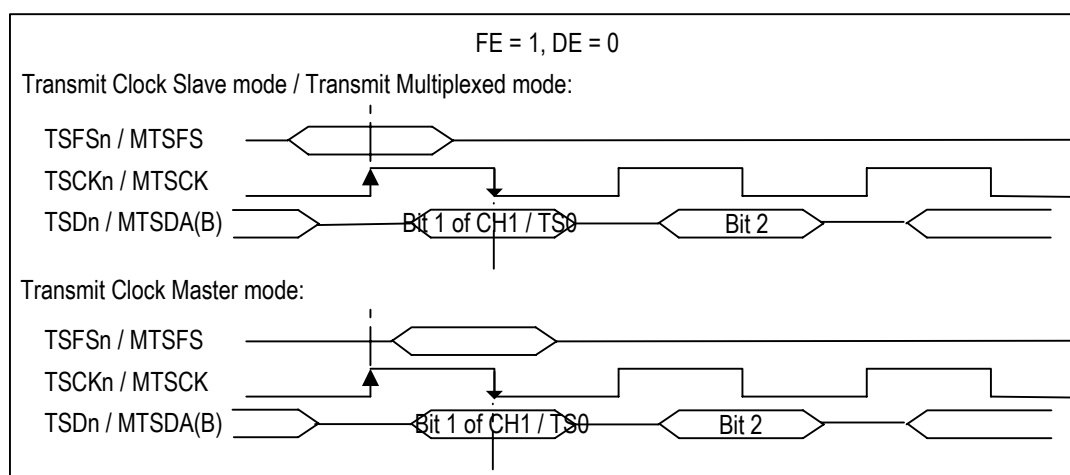 FE = 1, DE = 0
Transmit Clock Slave mode / Transmit Multiplexed mode:
TSFSn / MTSFS
TSCKn / MTSCK
TSDn / MTSDA(B)
Bit 1 of CH1 / TS0
Bit 2
Transmit Clock Master mode:
TSFSn / MTSFS
TSCKn / MTSCK
TSDn / MTSDA(B)
Bit 1 of CH1 / TS0
Bit 2